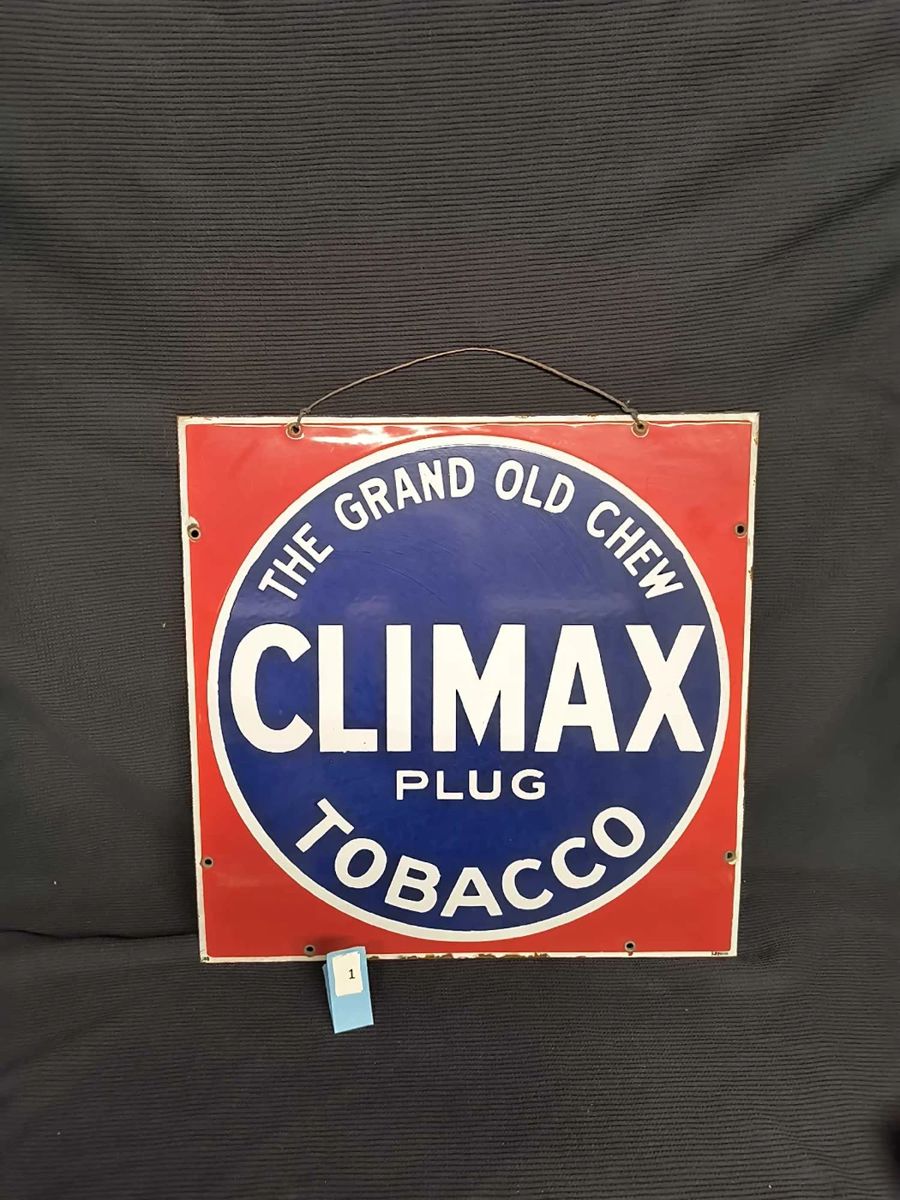 THE GRAND OLD CHEW
CLIMAX
PLUG
TOBACCO
1